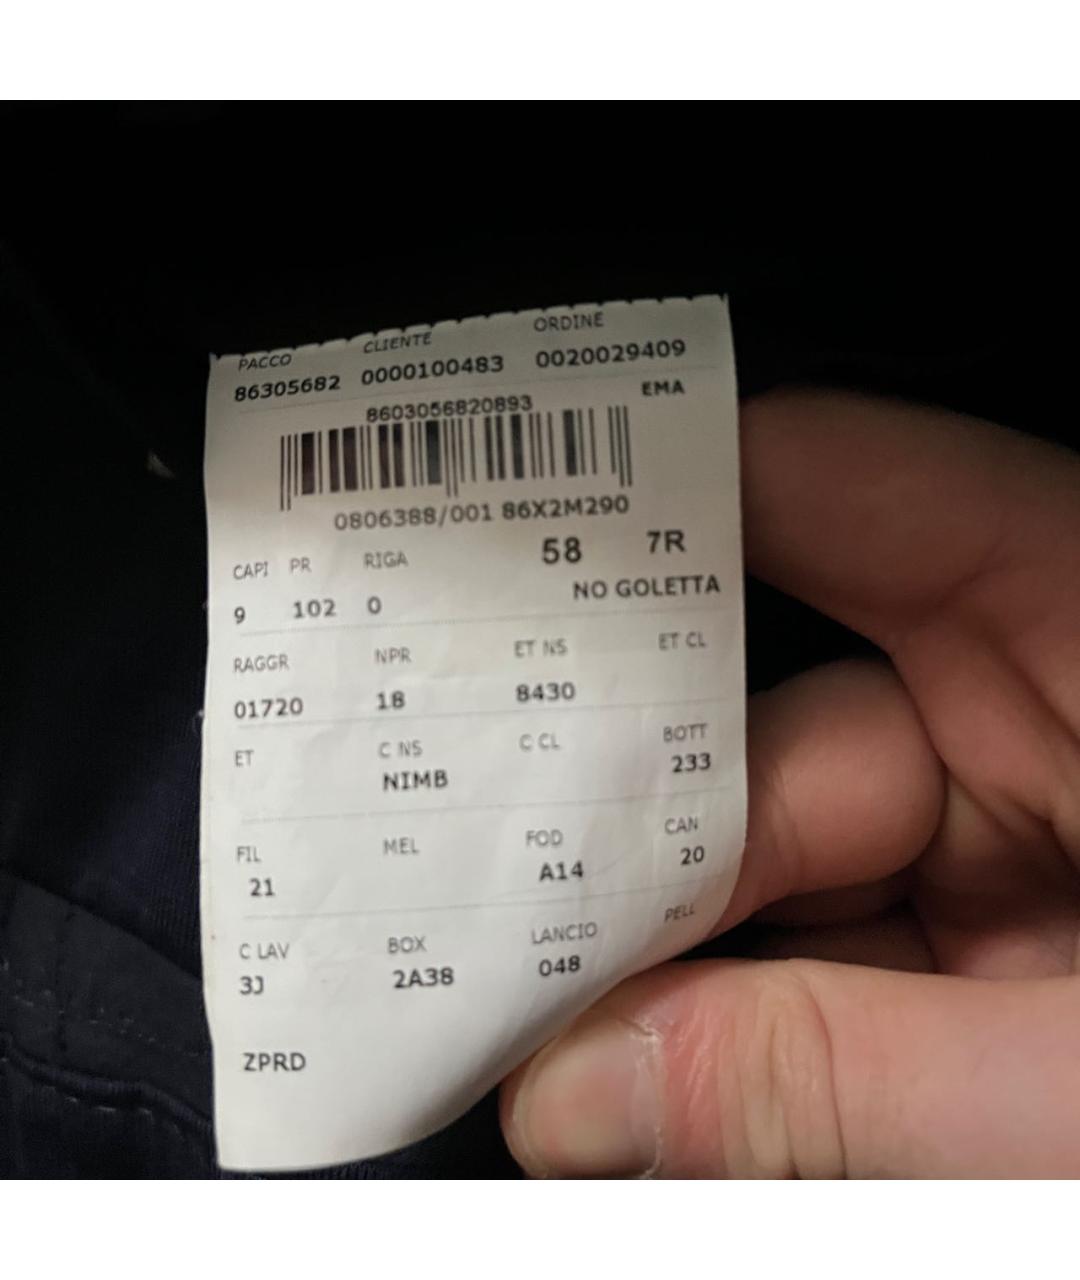 PACCO CLIENTE ORDINE
86305682 0000100483 0020029409
EMA
8603056820893
0806388/001 86X2M290
CAPI PR RIGA 58 7R
NO GOLETTA
9 102 0
RAGGR NPR ET NS ET CL
01720 18 8430
ET C NS C CL BOTT
NIMB 233
FIL MEL FOD CAN
21 A14 20
C LAV BOX LANCIO PELL
3J 2A38 048
ZPRD